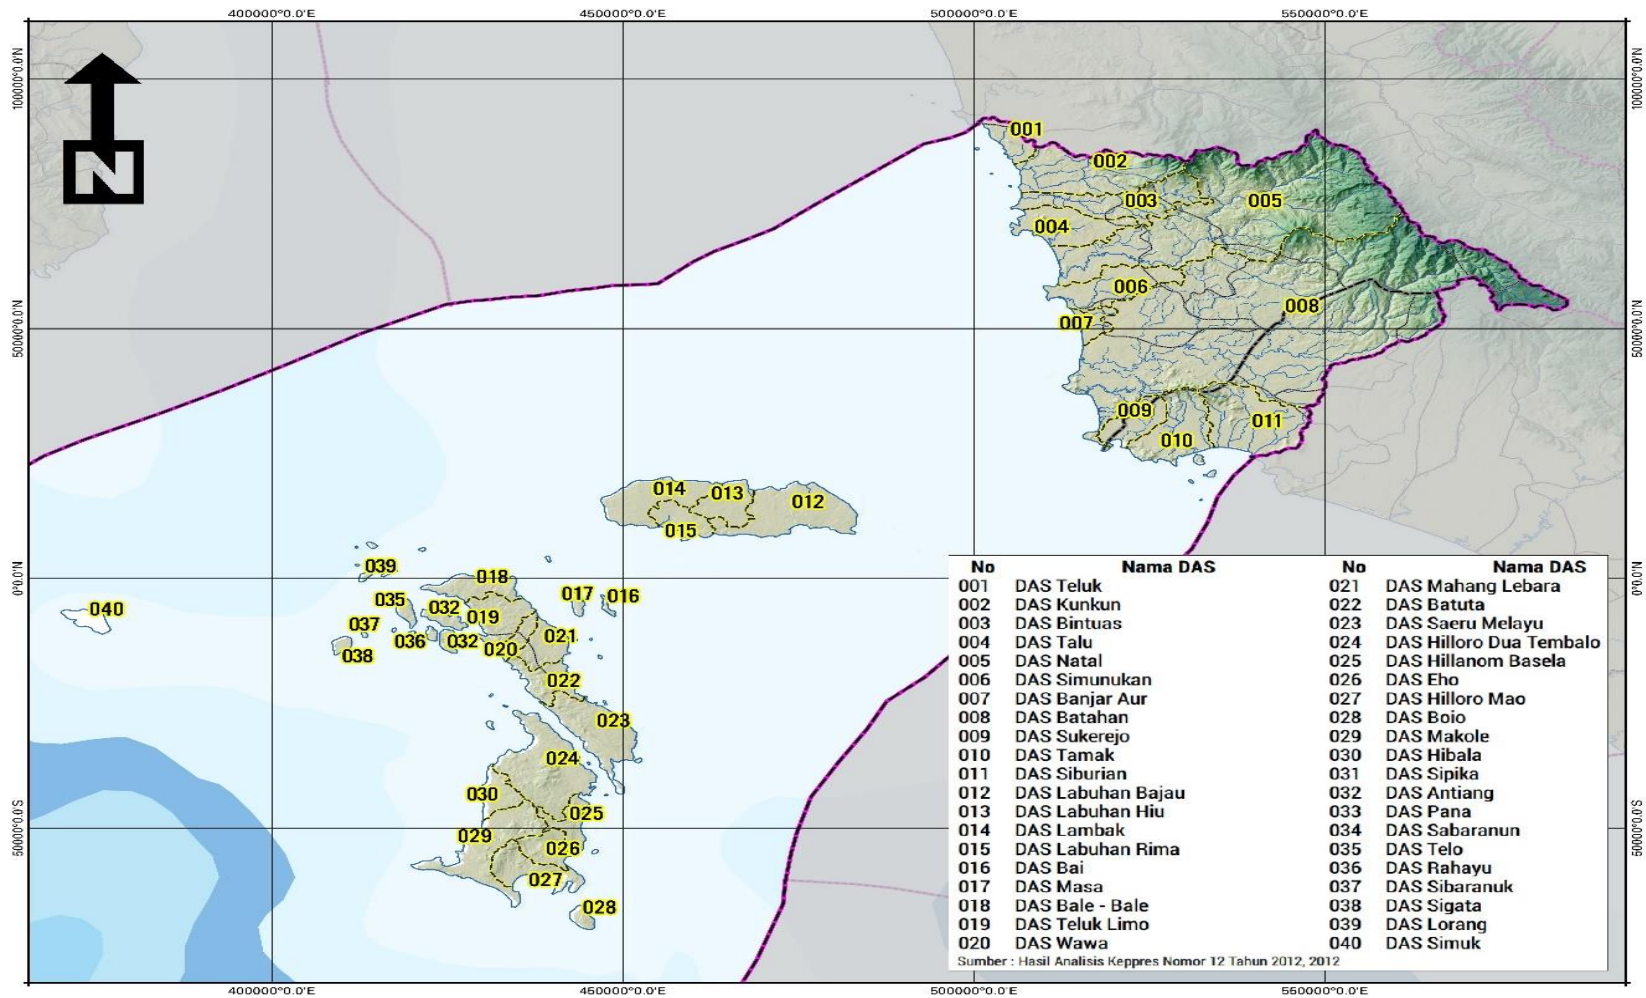 400000°0.0'E 450000°0.0'E 500000°0.0'E 550000°0.0'E
100000°0.0'N 100000°0.0'N
N
001
002
003 005
004
006
008
007
50000°0.0'N 50000°0.0'N
009
011
010
014 013 012
015
039
018
0°0.0'N 0°0.0'N
017 016
035
032
040
019
037
021
036 032
020
038
022
023
024
030
025
029
026
027
028
50000°0.0'S 50000°0.0'S
No Nama DAS No Nama DAS
001 DAS Teluk 021 DAS Mahang Lebara
002 DAS Kunkun 022 DAS Batuta
003 DAS Bintuas 023 DAS Saeru Melayu
004 DAS Talu 024 DAS Hilloro Dua Tembalo
005 DAS Natal 025 DAS Hillanom Basela
006 DAS Simunukan 026 DAS Eho
007 DAS Banjar Aur 027 DAS Hilloro Mao
008 DAS Batahan 028 DAS Boio
009 DAS Sukerejo 029 DAS Makole
010 DAS Tamak 030 DAS Hibala
011 DAS Siburian 031 DAS Sipika
012 DAS Labuhan Bajau 032 DAS Antiang
013 DAS Labuhan Hiu 033 DAS Pana
014 DAS Lambak 034 DAS Sabaranun
015 DAS Labuhan Rima 035 DAS Telo
016 DAS Bai 036 DAS Rahayu
017 DAS Masa 037 DAS Sibaranuk
018 DAS Bale - Bale 038 DAS Sigata
019 DAS Teluk Limo 039 DAS Lorang
020 DAS Wawa 040 DAS Simuk
Sumber : Hasil Analisis Keppres Nomor 12 Tahun 2012, 2012
400000°0.0'E 450000°0.0'E 500000°0.0'E 550000°0.0'E